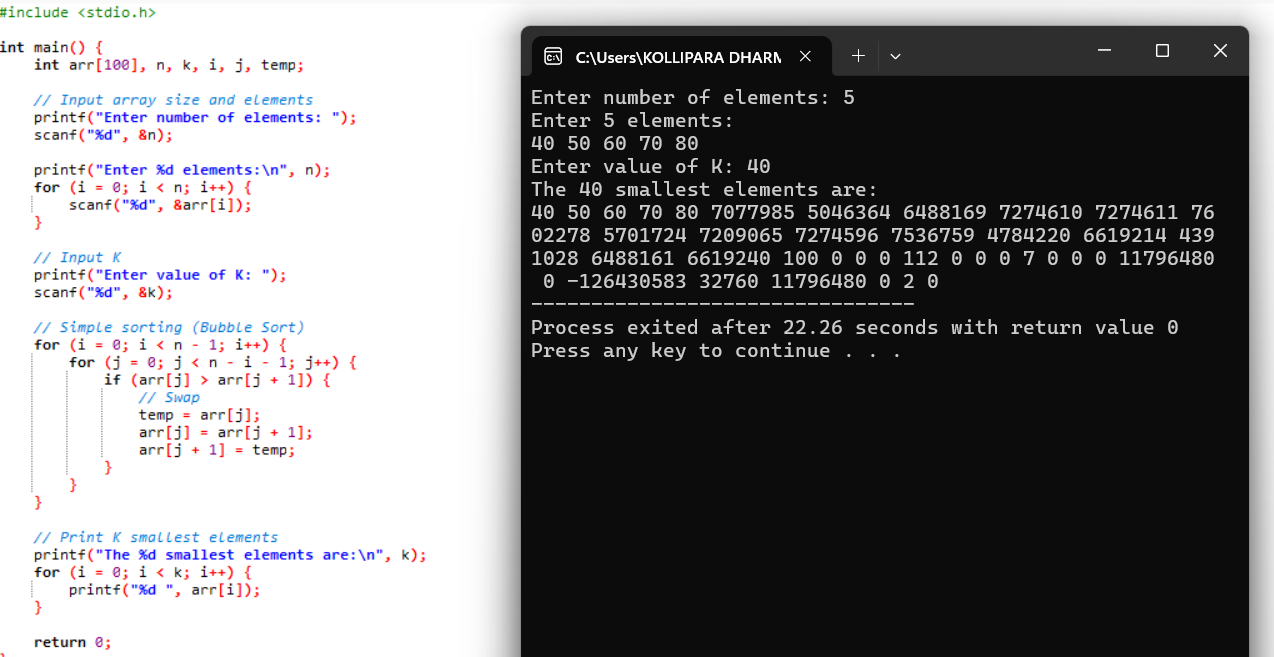 #include <stdio.h>
int main() {
    int arr[100], n, k, i, j, temp;
    // Input array size and elements
    printf("Enter number of elements: ");
    scanf("%d", &n);
    printf("Enter %d elements:\n", n);
    for (i = 0; i < n; i++) {
        scanf("%d", &arr[i]);
    }
    // Input K
    printf("Enter value of K: ");
    scanf("%d", &k);
    // Simple sorting (Bubble Sort)
    for (i = 0; i < n - 1; i++) {
        for (j = 0; j < n - i - 1; j++) {
            if (arr[j] > arr[j + 1]) {
                // Swap
                temp = arr[j];
                arr[j] = arr[j + 1];
                arr[j + 1] = temp;
            }
        }
    }
    // Print K smallest elements
    printf("The %d smallest elements are:\n", k);
    for (i = 0; i < k; i++) {
        printf("%d ", arr[i]);
    }
    return 0;
C:\Users\KOLLIPARA DHARM
Enter number of elements: 5
Enter 5 elements:
40 50 60 70 80
Enter value of K: 40
The 40 smallest elements are:
40 50 60 70 80 7077985 5046364 6488169 7274610 7274611 76
02278 5701724 7209065 7274596 7536759 4784220 6619214 439
1028 6488161 6619240 100 0 0 0 112 0 0 0 7 0 0 0 11796480
 0 -126430583 32760 11796480 0 2 0
--------------------------------
Process exited after 22.26 seconds with return value 0
Press any key to continue . . .